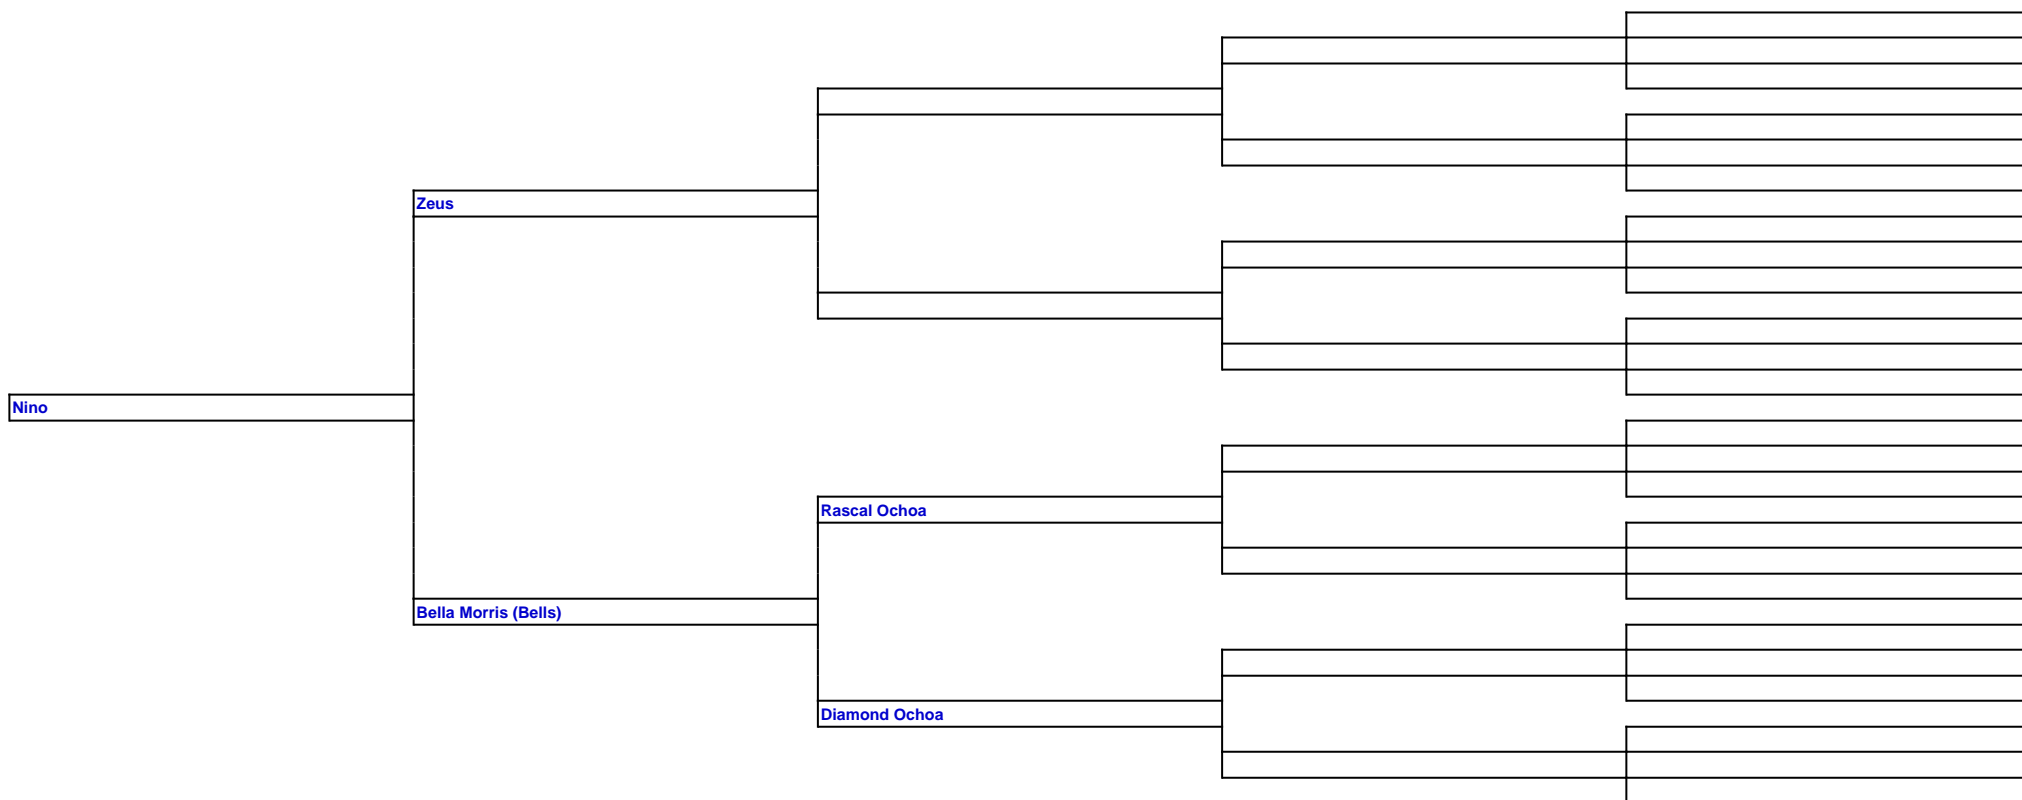 Zeus
Nino
Rascal Ochoa
Bella Morris (Bells)
Diamond Ochoa